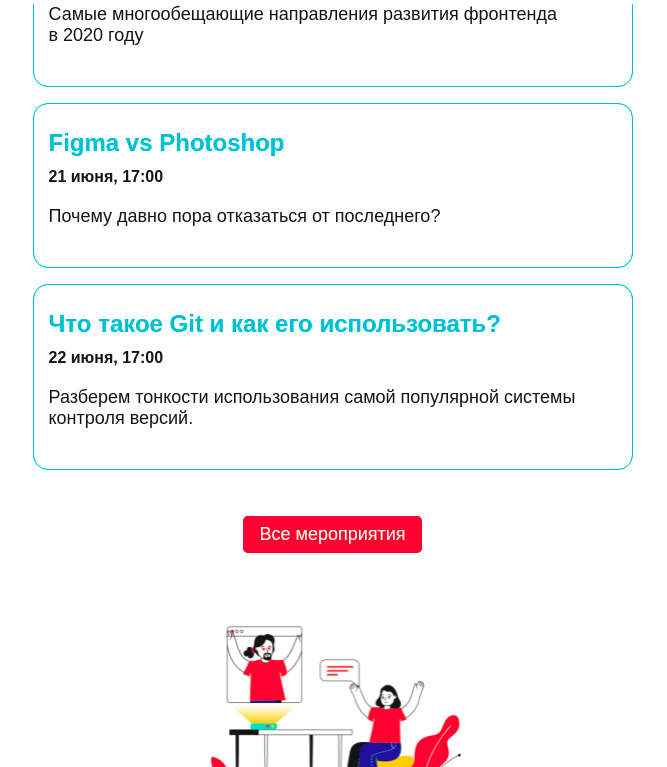 Самые многообещающие направления развития фронтенда
в 2020 году
Figma vs Photoshop
21 июня, 17:00
Почему давно пора отказаться от последнего?
Что такое Git и как его использовать?
22 июня, 17:00
Разберем тонкости использования самой популярной системы
контроля версий.
Все мероприятия